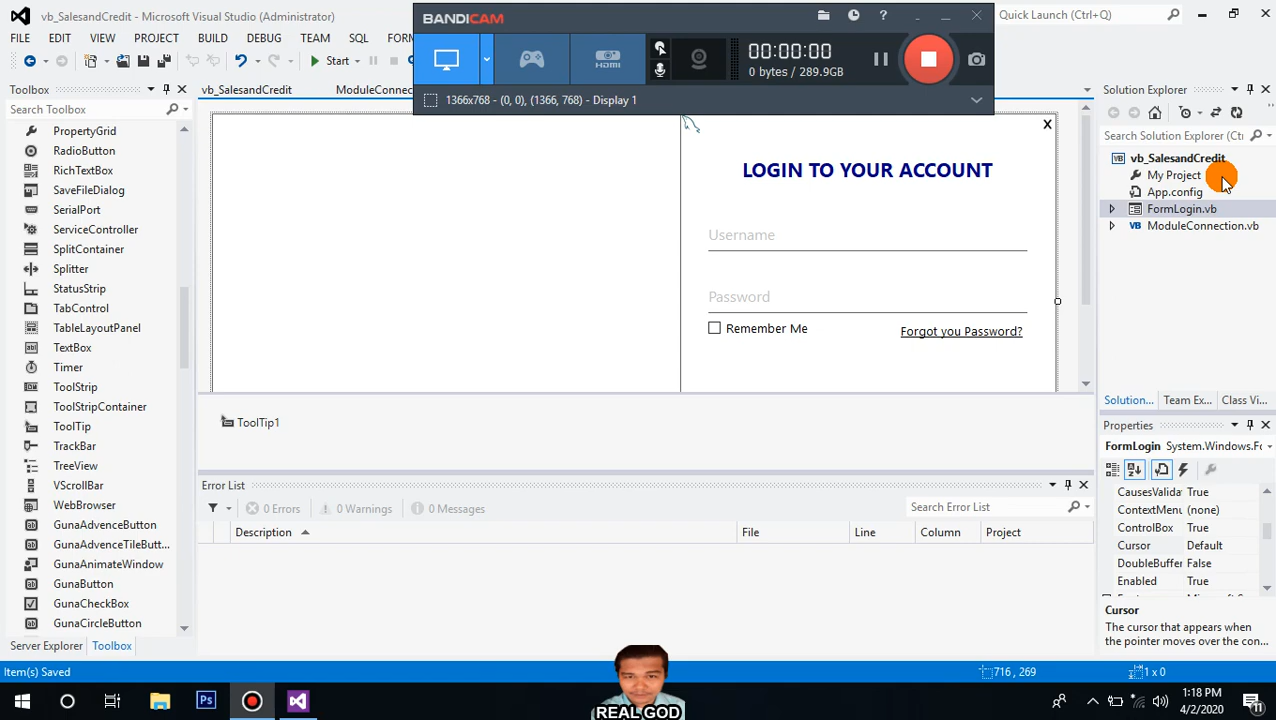 vb_SalesandCredit - Microsoft Visual Studio (Administrator)
BANDICAM
Quick Launch (Ctrl+Q)
FILE EDIT VIEW PROJECT BUILD DEBUG TEAM SQL
00:00:00
0 bytes / 289.9GB
HDMI
Start
1366x768 - (0, 0), (1366, 768) - Display 1
Toolbox
Search Toolbox
PropertyGrid
RadioButton
RichTextBox
SaveFileDialog
SerialPort
ServiceController
SplitContainer
Splitter
StatusStrip
TabControl
TableLayoutPanel
TextBox
Timer
ToolStrip
ToolStripContainer
ToolTip
TrackBar
TreeView
VScrollBar
WebBrowser
GunaAdvenceButton
GunaAdvenceTileButt...
GunaAnimateWindow
GunaButton
GunaCheckBox
GunaCircleButton
Server Explorer Toolbox
vb_SalesandCredit
X
LOGIN TO YOUR ACCOUNT
Username
Password
Remember Me
Forgot you Password?
ToolTip1
Error List
0 Errors 0 Warnings 0 Messages
Search Error List
Description File Line Column Project
Solution Explorer
Search Solution Explorer (Ctr
vb_SalesandCredit
My Project
App.config
FormLogin.vb
ModuleConnection.vb
Solution... Team Ex... Class Vi...
Properties
FormLogin System.Windows.Fo
CausesValida True
ContextMenu (none)
ControlBox True
Cursor Default
DoubleBuffer False
Enabled True
Cursor
The cursor that appears when
the pointer moves over the con...
Item(s) Saved
716 , 269
1 x 0
Ps
REAL GOD
1:18 PM
4/2/2020
11